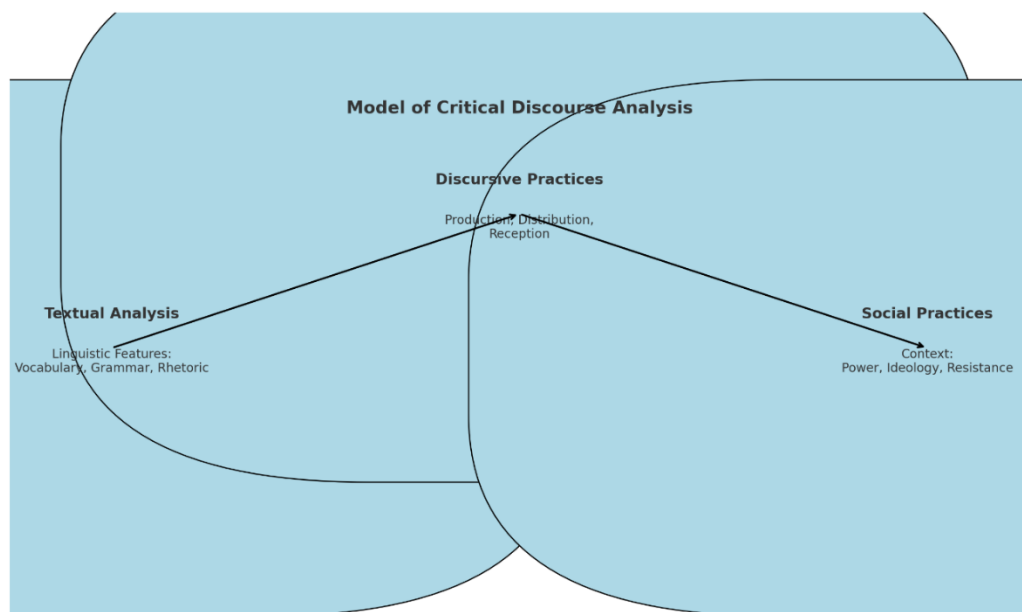 Model of Critical Discourse Analysis
Discursive Practices
Production, Distribution,
Reception
Textual Analysis
Linguistic Features:
Vocabulary, Grammar, Rhetoric
Social Practices
Context:
Power, Ideology, Resistance